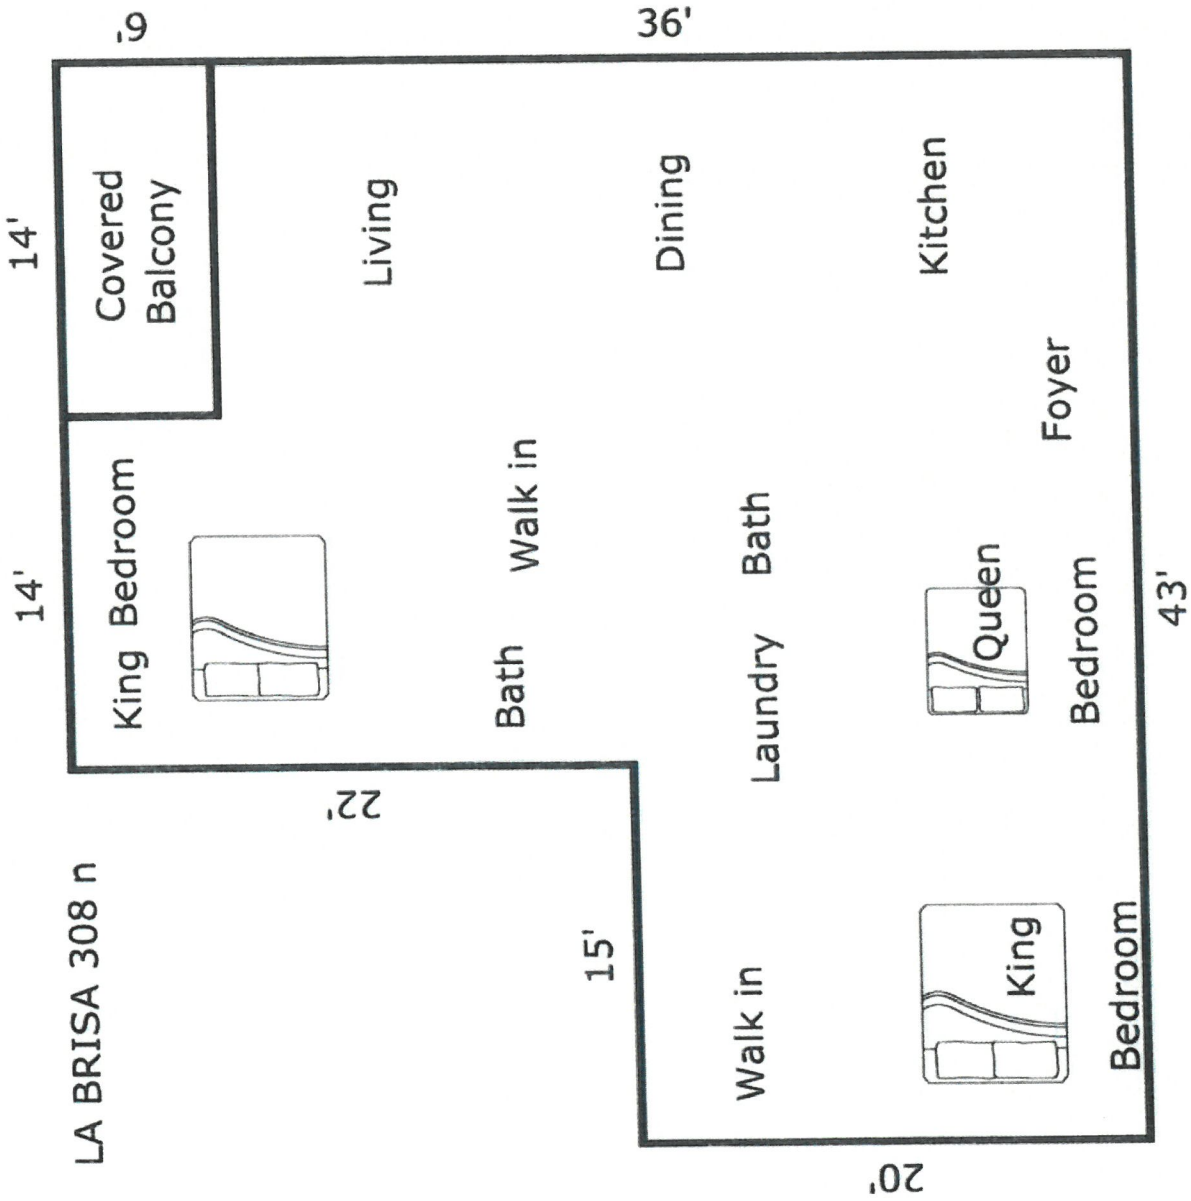 LA BRISA 308 n
14'
14'
6'
King Bedroom
Covered
Balcony
22'
Living
Bath
Walk in
15'
36'
Dining
Walk in
Laundry
Bath
Kitchen
20'
King
Bedroom
Queen
Bedroom
Foyer
43'